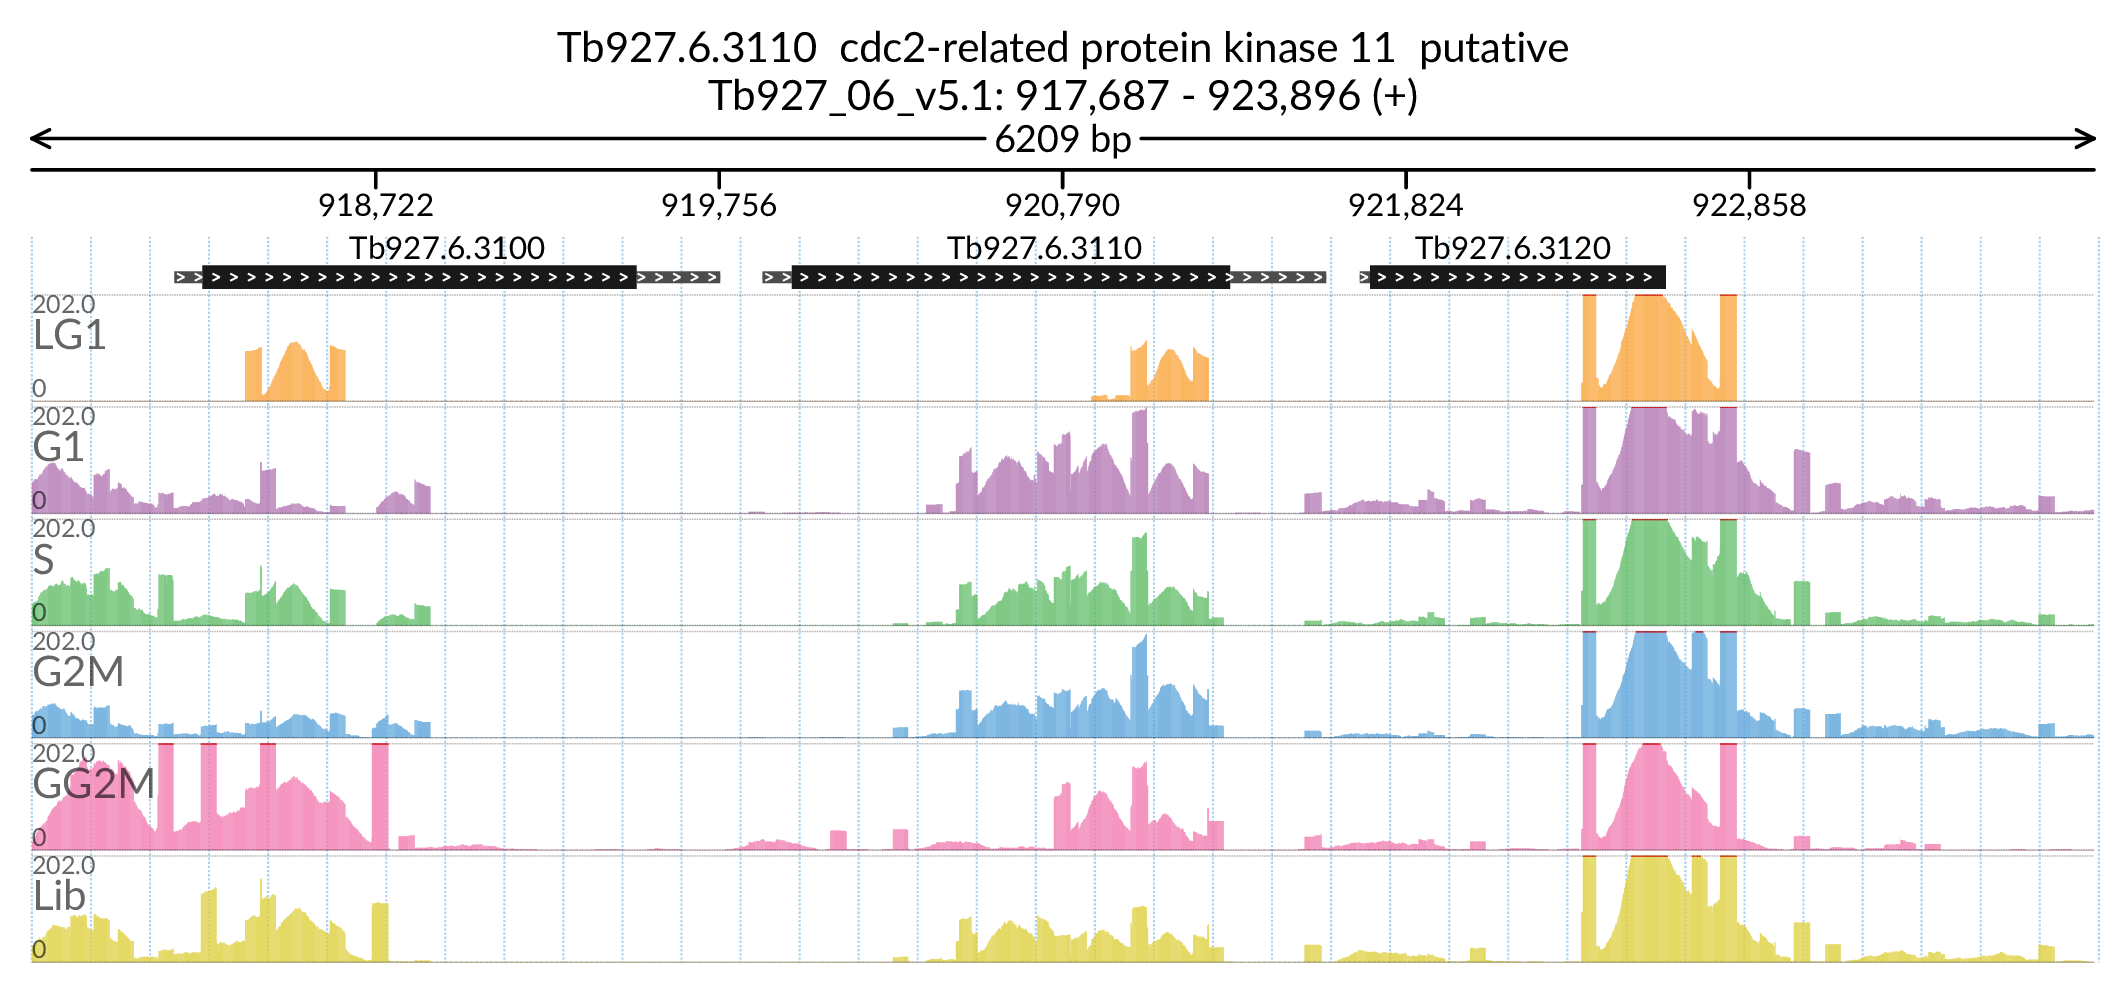 Tb927.6.3110 cdc2-related protein kinase 11 putative
Tb927_06_v5.1: 917,687 - 923,896 (+)
6209 bp
918,722 919,756 920,790 921,824 922,858
Tb927.6.3100 Tb927.6.3110 Tb927.6.3120
202.0
LG1
0
202.0
G1
0
202.0
S
0
202.0
G2M
0
202.0
GG2M
0
202.0
Lib
0